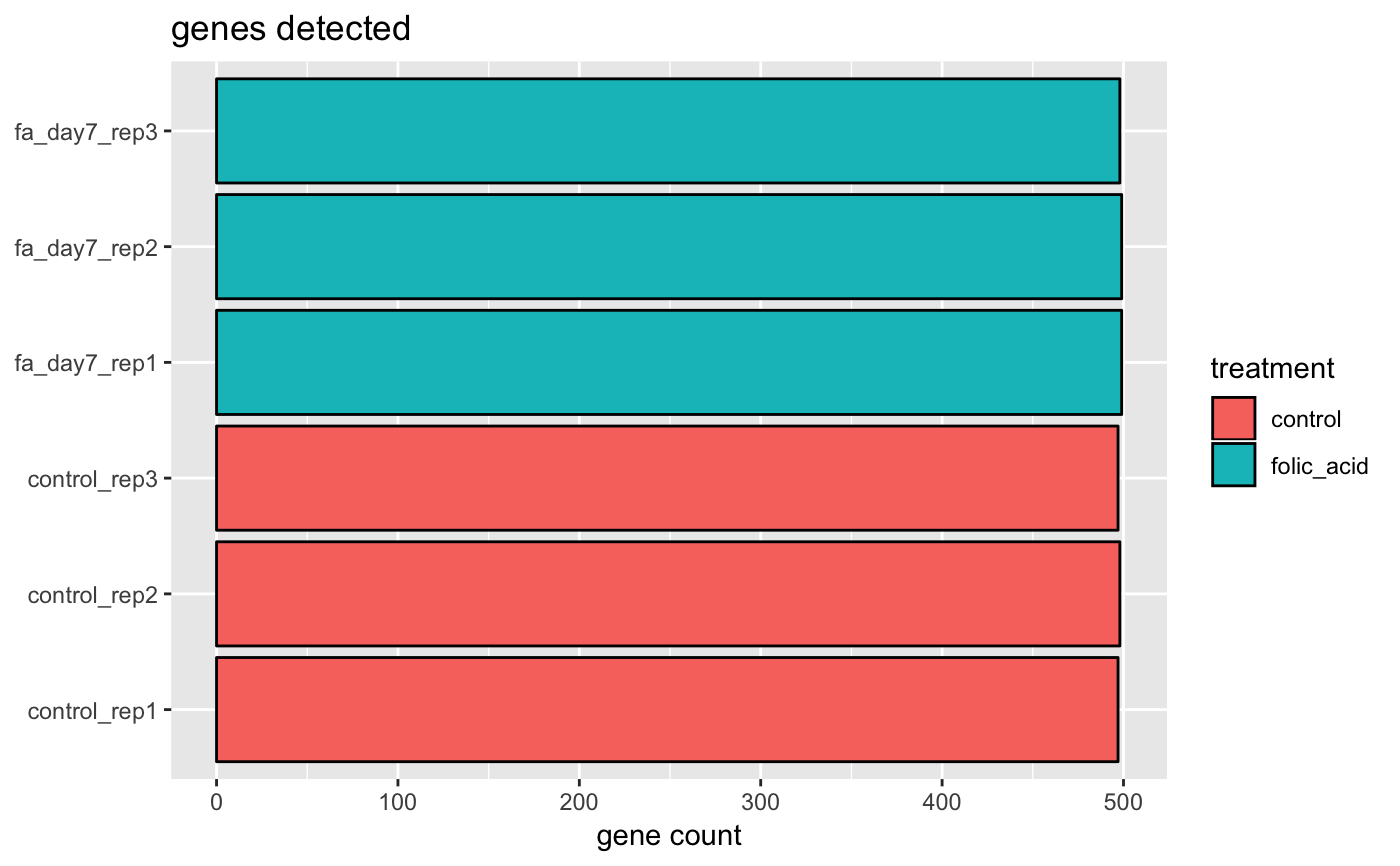 genes detected
fa_day7_rep3
fa_day7_rep2
fa_day7_rep1
control_rep3
control_rep2
control_rep1
0 100 200 300 400 500
gene count
treatment
control
folic_acid